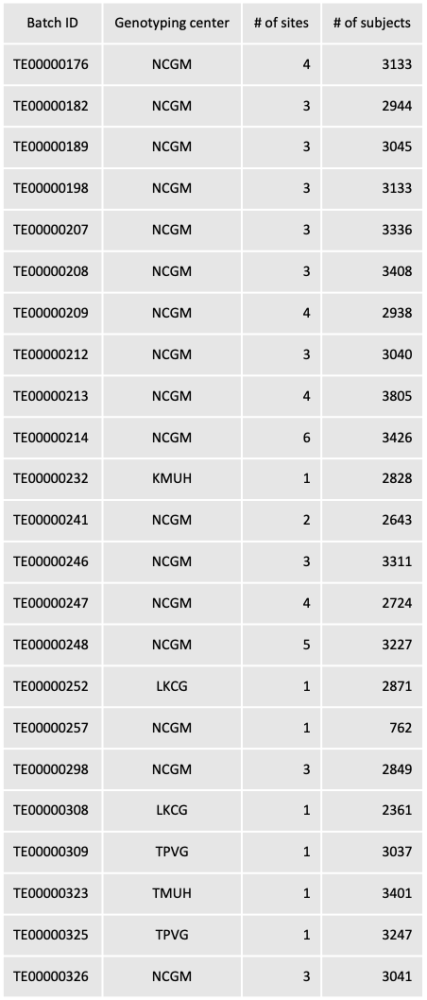 Batch ID Genotyping center # of sites # of subjects
TE00000176 NCGM 4 3133
TE00000182 NCGM 3 2944
TE00000189 NCGM 3 3045
TE00000198 NCGM 3 3133
TE00000207 NCGM 3 3336
TE00000208 NCGM 3 3408
TE00000209 NCGM 4 2938
TE00000212 NCGM 3 3040
TE00000213 NCGM 4 3805
TE00000214 NCGM 6 3426
TE00000232 KMUH 1 2828
TE00000241 NCGM 2 2643
TE00000246 NCGM 3 3311
TE00000247 NCGM 4 2724
TE00000248 NCGM 5 3227
TE00000252 LKCG 1 2871
TE00000257 NCGM 1 762
TE00000298 NCGM 3 2849
TE00000308 LKCG 1 2361
TE00000309 TPVG 1 3037
TE00000323 TMUH 1 3401
TE00000325 TPVG 1 3247
TE00000326 NCGM 3 3041